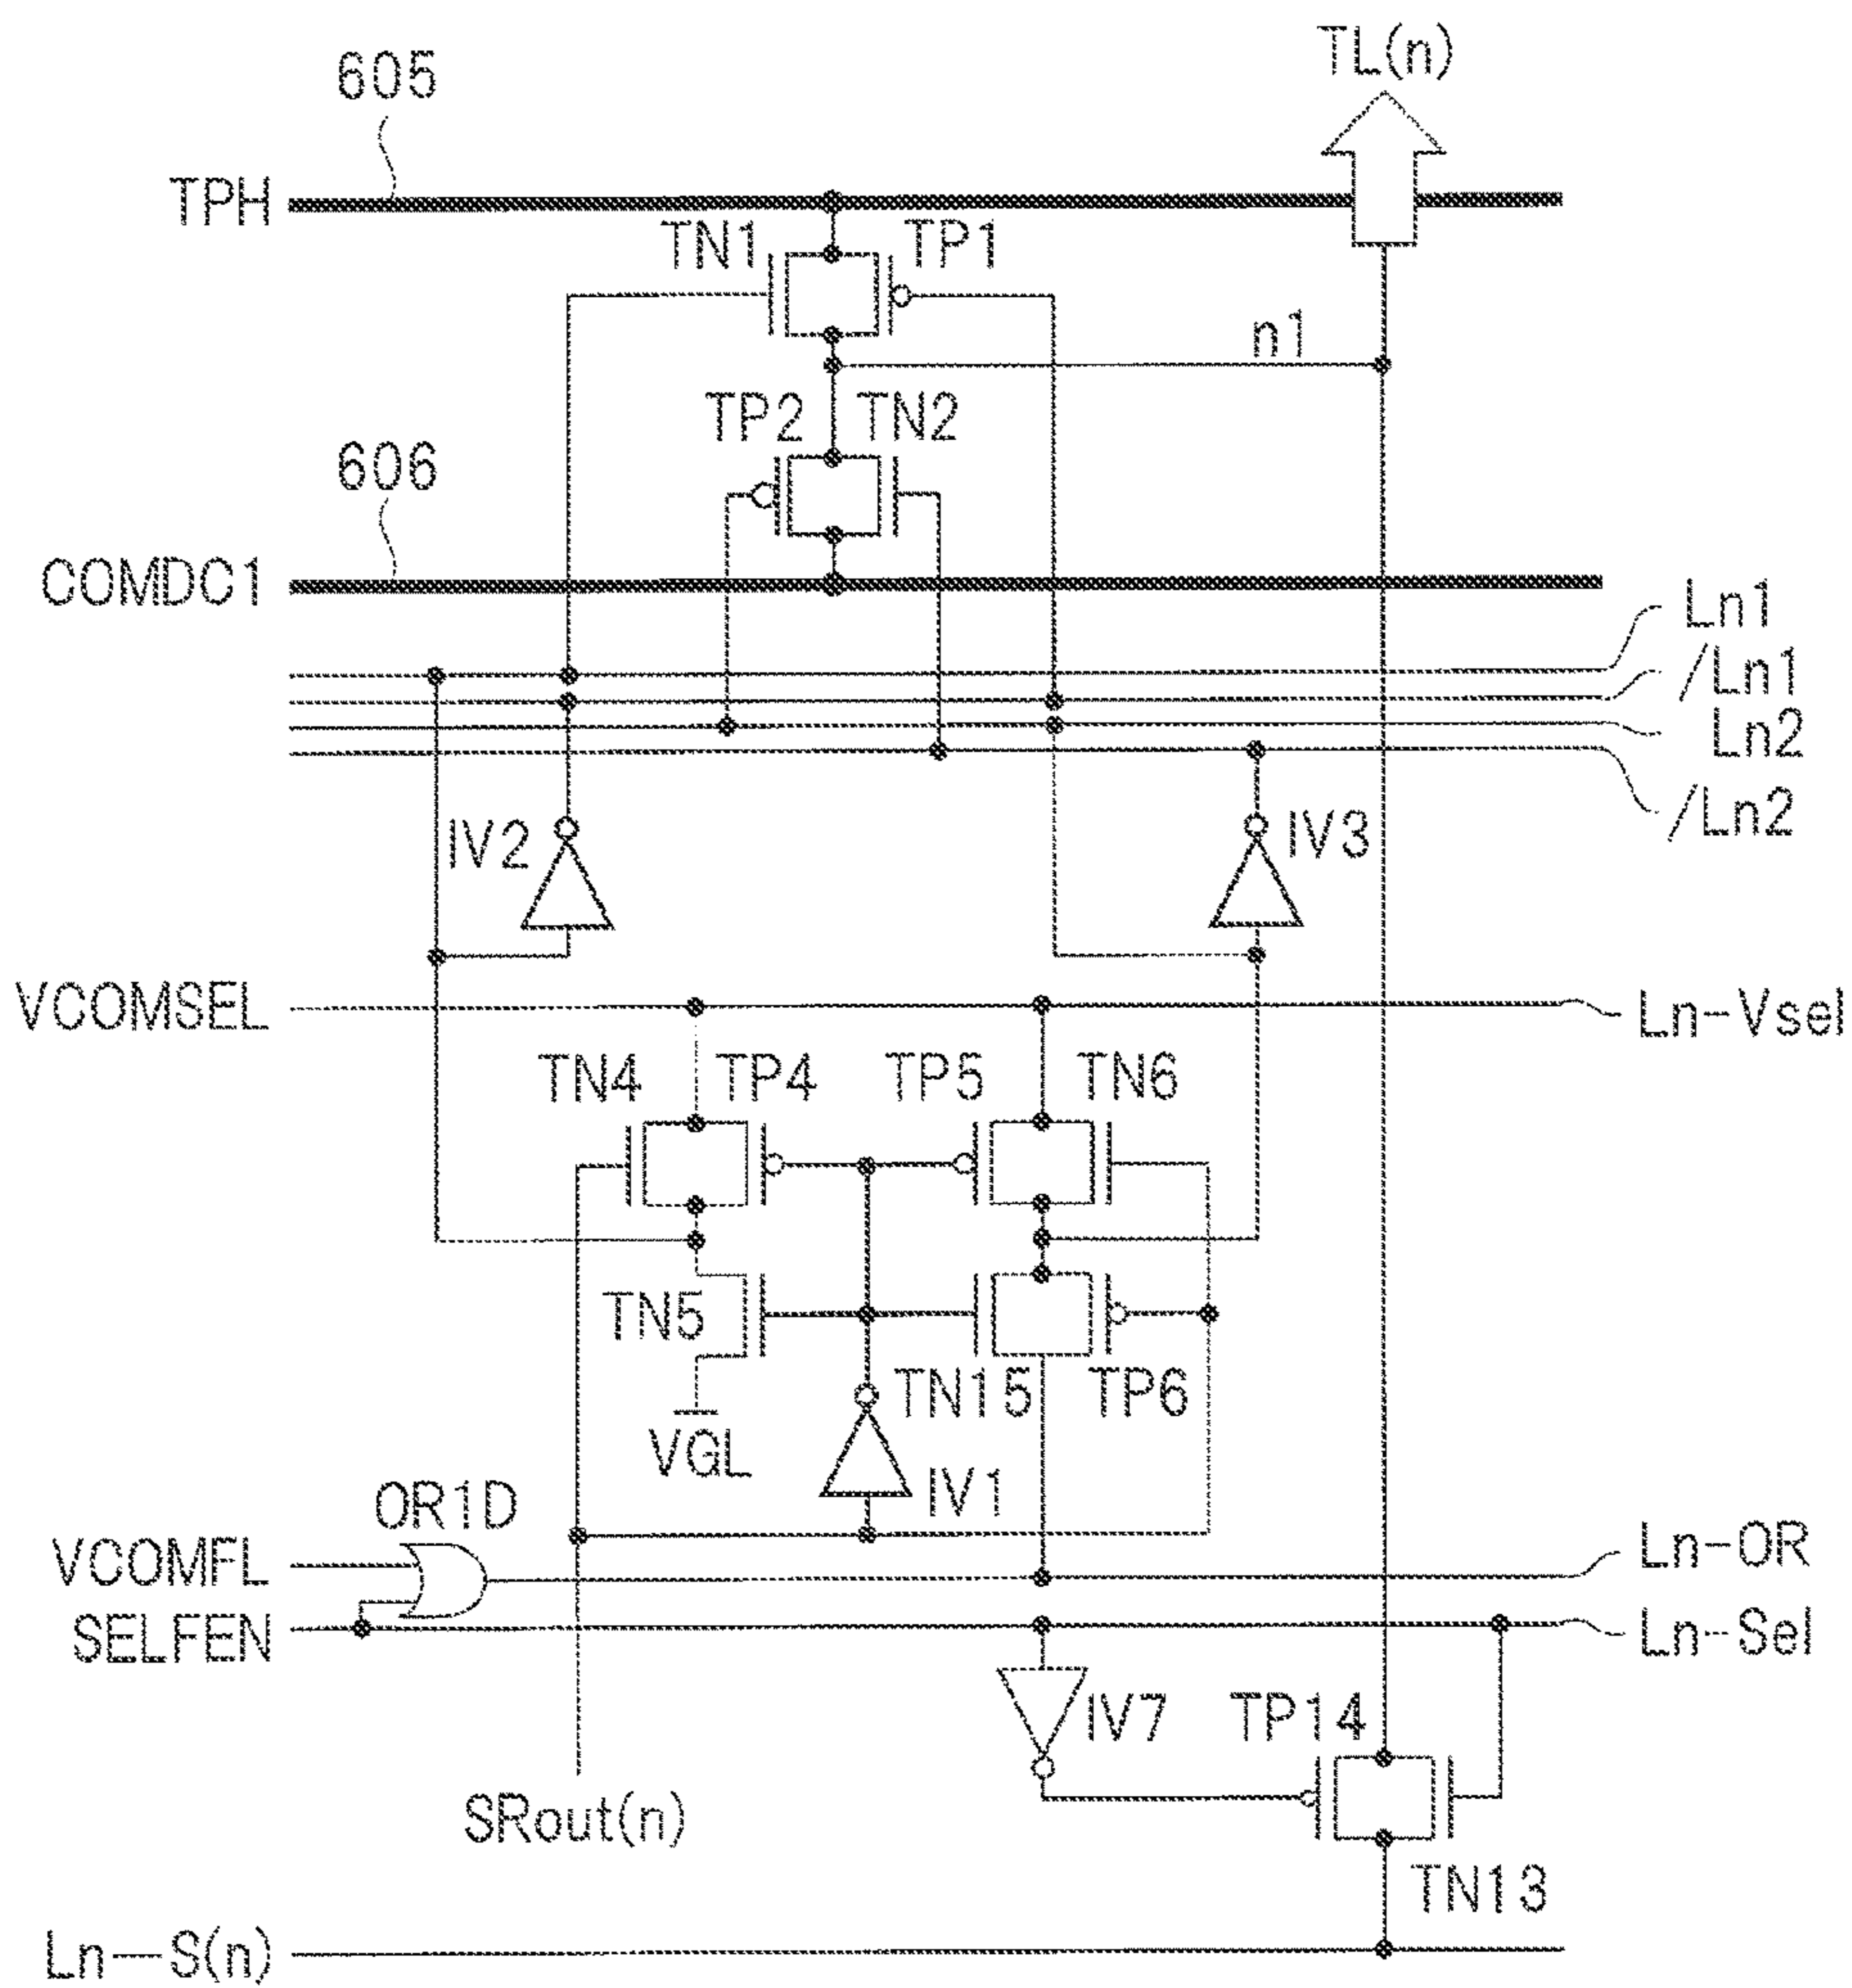 TL(n)
605
TPH
TN1
TP1
n1
TP2
TN2
606
COMDC1
Ln1
/Ln1
Ln2
/Ln2
IV2
IV3
VCOMSEL
Ln-Vsel
TN4
TP4
TP5
TN6
TN5
TN15
TP6
VGL
IV1
OR1D
VCOMFL
Ln-OR
SELFEN
Ln-Sel
IV7
TP14
SRout(n)
TN13
Ln-S(n)